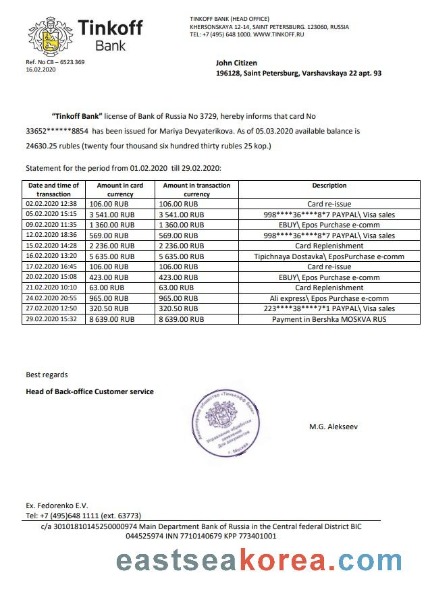 Tinkoff
Bank
TINKOFF BANK (HEAD OFFICE)
KHERSONSKAYA 12-14, SAINT PETERSBURG. 123060, RUSSIA
TEL: +7 (495) 648 1000. WWW.TINKOFF.RU
Ref. No C8 – 6523.369
16.02.2020
John Citizen
196128, Saint Petersburg, Varshavskaya 22 apt. 93
“Tinkoff Bank” license of Bank of Russia No 3729, hereby informs that card No
33652******8854 has been issued for Mariya Devyaterikova. As of 05.03.2020 available balance is
24630.25 rubles (twenty four thousand six hundred thirty rubles 25 kop.)
Statement for the period from 01.02.2020 till 29.02.2020:
Date and time of transaction Amount in card currency Amount in transaction currency Description
02.02.2020 12:38 106.00 RUB 106.00 RUB Card re-issue
05.02.2020 15:15 3 541.00 RUB 3 541.00 RUB 998****36****8*7 PAYPAL\ Visa sales
09.02.2020 11:35 1 360.00 RUB 1 360.00 RUB EBUY\ Epos Purchase e-comm
12.02.2020 18:36 569.00 RUB 569.00 RUB 998****36****8*7 PAYPAL\ Visa sales
15.02.2020 14:28 2 236.00 RUB 2 236.00 RUB Card Replenishment
16.02.2020 13:20 5 635.00 RUB 5 635.00 RUB Tipichnaya Dostavka\ EposPurchase e-comm
17.02.2020 16:45 106.00 RUB 106.00 RUB Card re-issue
20.02.2020 15:08 423.00 RUB 423.00 RUB EBUY\ Epos Purchase e-comm
21.02.2020 10:10 63.00 RUB 63.00 RUB Card Replenishment
24.02.2020 20:55 965.00 RUB 965.00 RUB Ali express\ Epos Purchase e-comm
27.02.2020 12:50 320.50 RUB 320.50 RUB 223****38****7*1 PAYPAL\ Visa sales
29.02.2020 15:32 8 639.00 RUB 8 639.00 RUB Payment in Bershka MOSKVA RUS
Best regards
Head of Back-office Customer service
M.G. Alekseev
Ex. Fedorenko E.V.
Tel: +7 (495)648 1111 (ext. 63773)
c/a 30101810145250000974 Main Department Bank of Russia in the Central federal District BIC
044525974 INN 7710140679 KPP 773401001
eastseakorea.com.